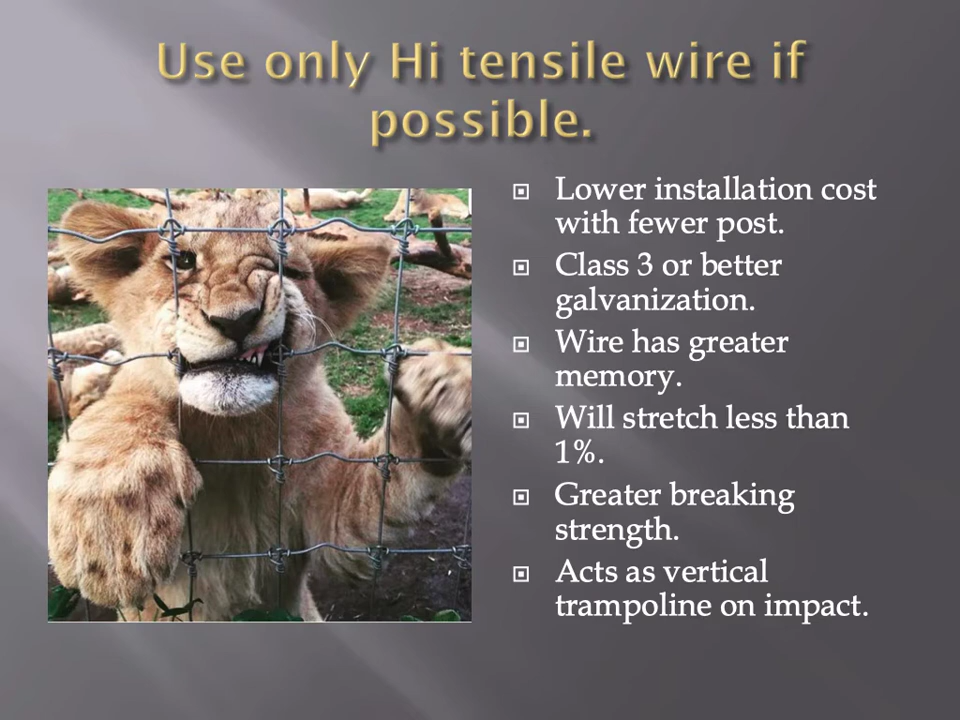 Use only Hi tensile wire if
possible.
Lower installation cost
with fewer post.
Class 3 or better
galvanization.
Wire has greater
memory.
Will stretch less than
1%.
Greater breaking
strength.
Acts as vertical
trampoline on impact.